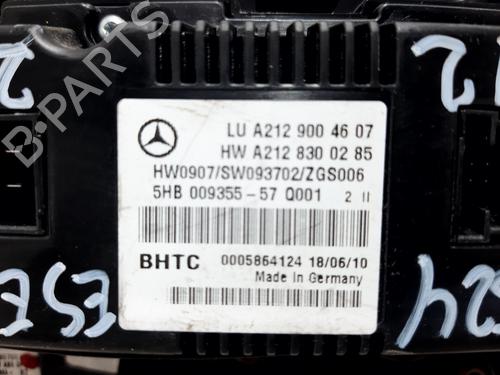 LU A212 900 46 07
HW A212 830 02 85
HW0907/SW093702/ZGS006
5HB 009355-57 Q001 2 II
BHTC 0005864124 18/06/10
Made in Germany
B-PARTS